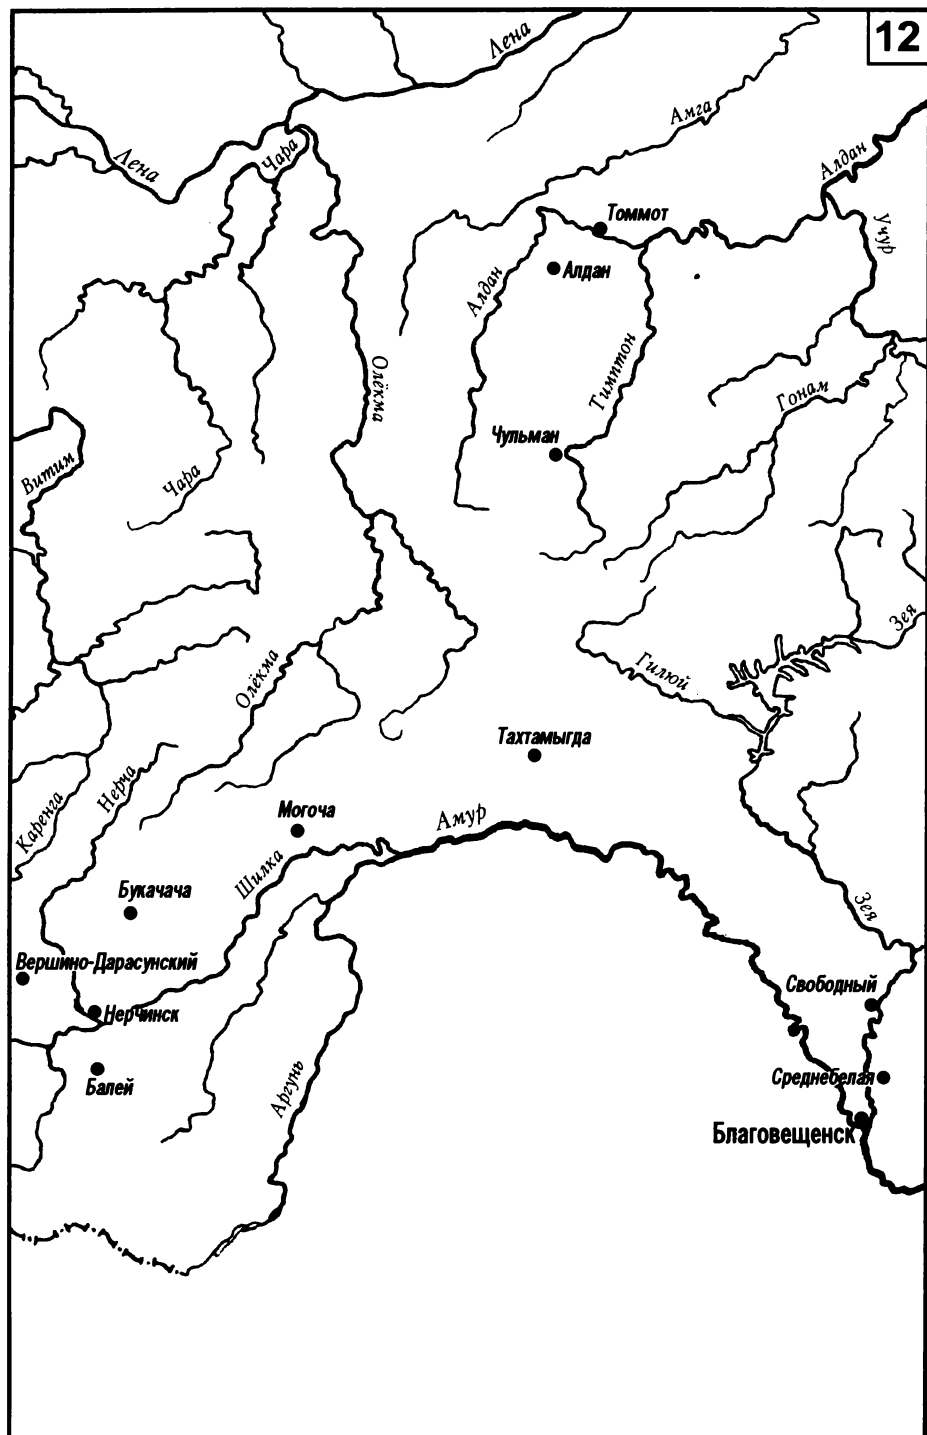 12
Лена
Амга
Лена
Чара
Алдан
Томмот
Учур
Алдан
Алдан
Олёкма
Тимптон
Гонам
Чульман
Витим
Чара
Зея
Олёкма
Гилюй
Тахтамыгда
Нерча
Могоча
Амур
Каренга
Шилка
Букачача
Зея
Вершино-Дарасунский
Свободный
Нерчинск
Среднебелая
Балей
Аргунь
Благовещенск